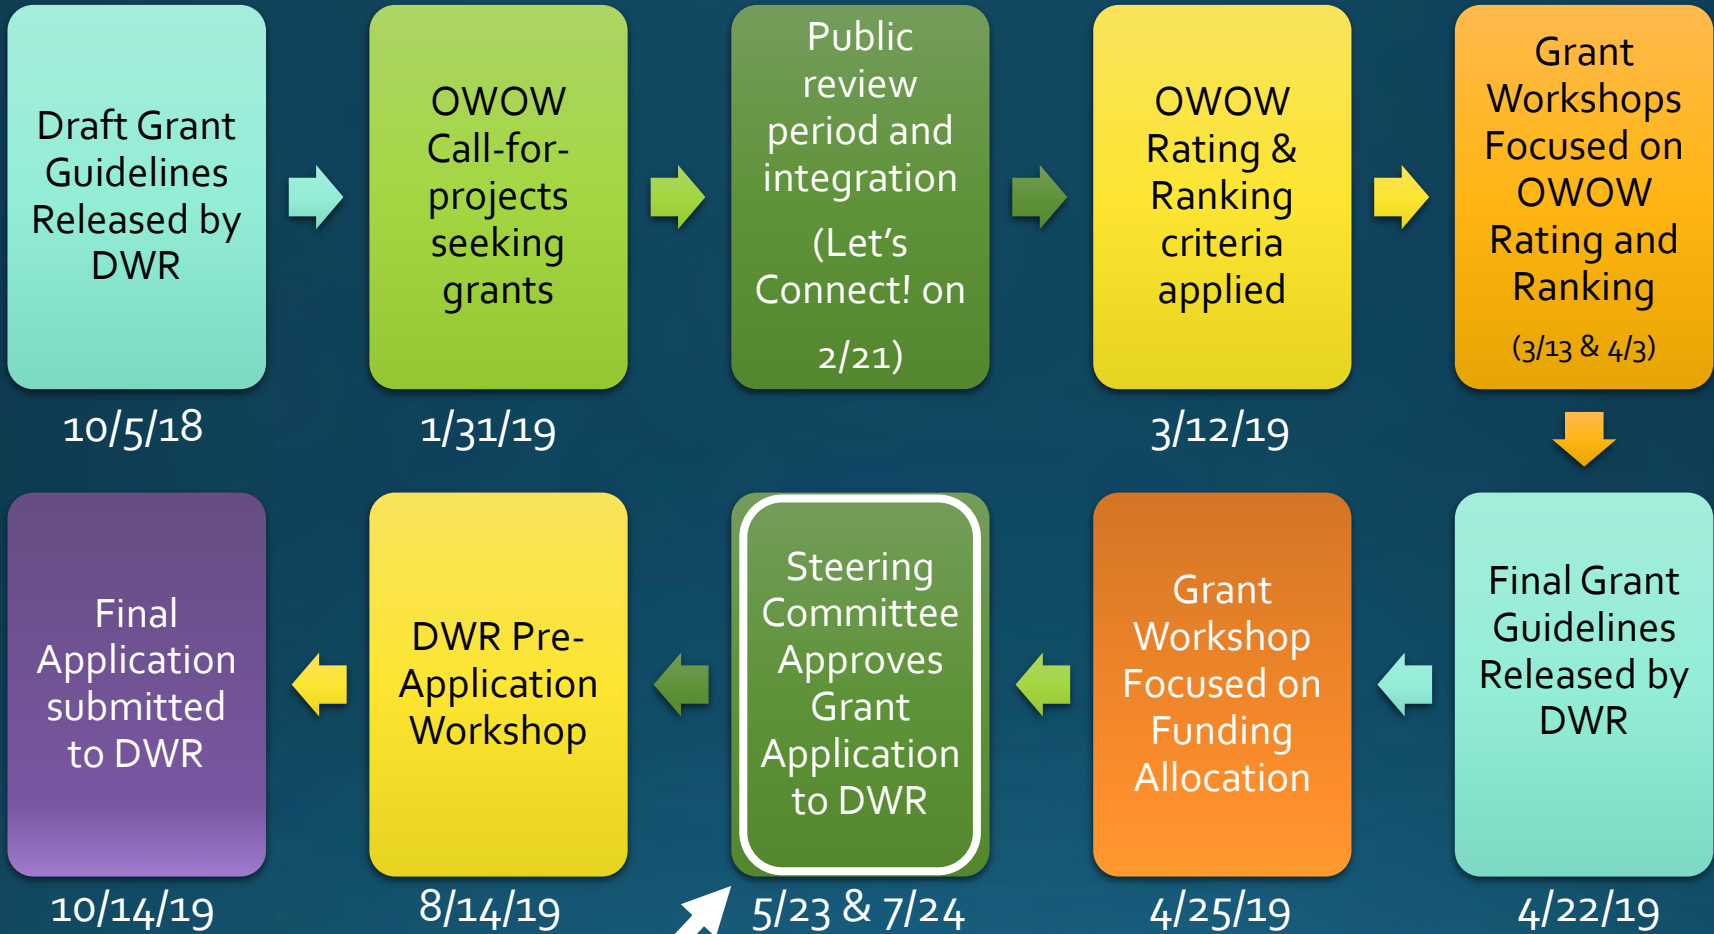 Draft Grant
Guidelines
Released by
DWR
10/5/18
OWOW
Call-for-
projects
seeking
grants
1/31/19
Public
review
period and
integration
(Let's
Connect! on
2/21)
OWOW
Rating &
Ranking
criteria
applied
3/12/19
Grant
Workshops
Focused on
OWOW
Rating and
Ranking
(3/13 & 4/3)
Final Grant
Guidelines
Released by
DWR
4/22/19
Grant
Workshop
Focused on
Funding
Allocation
4/25/19
Steering
Committee
Approves
Grant
Application
to DWR
5/23 & 7/24
DWR Pre-
Application
Workshop
8/14/19
Final
Application
submitted
to DWR
10/14/19